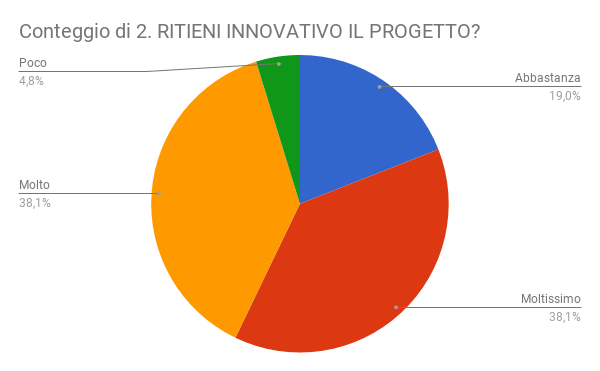 Conteggio di 2. RITIENI INNOVATIVO IL PROGETTO?
Poco
4,8%
Abbastanza
19,0%
Molto
38,1%
Moltissimo
38,1%